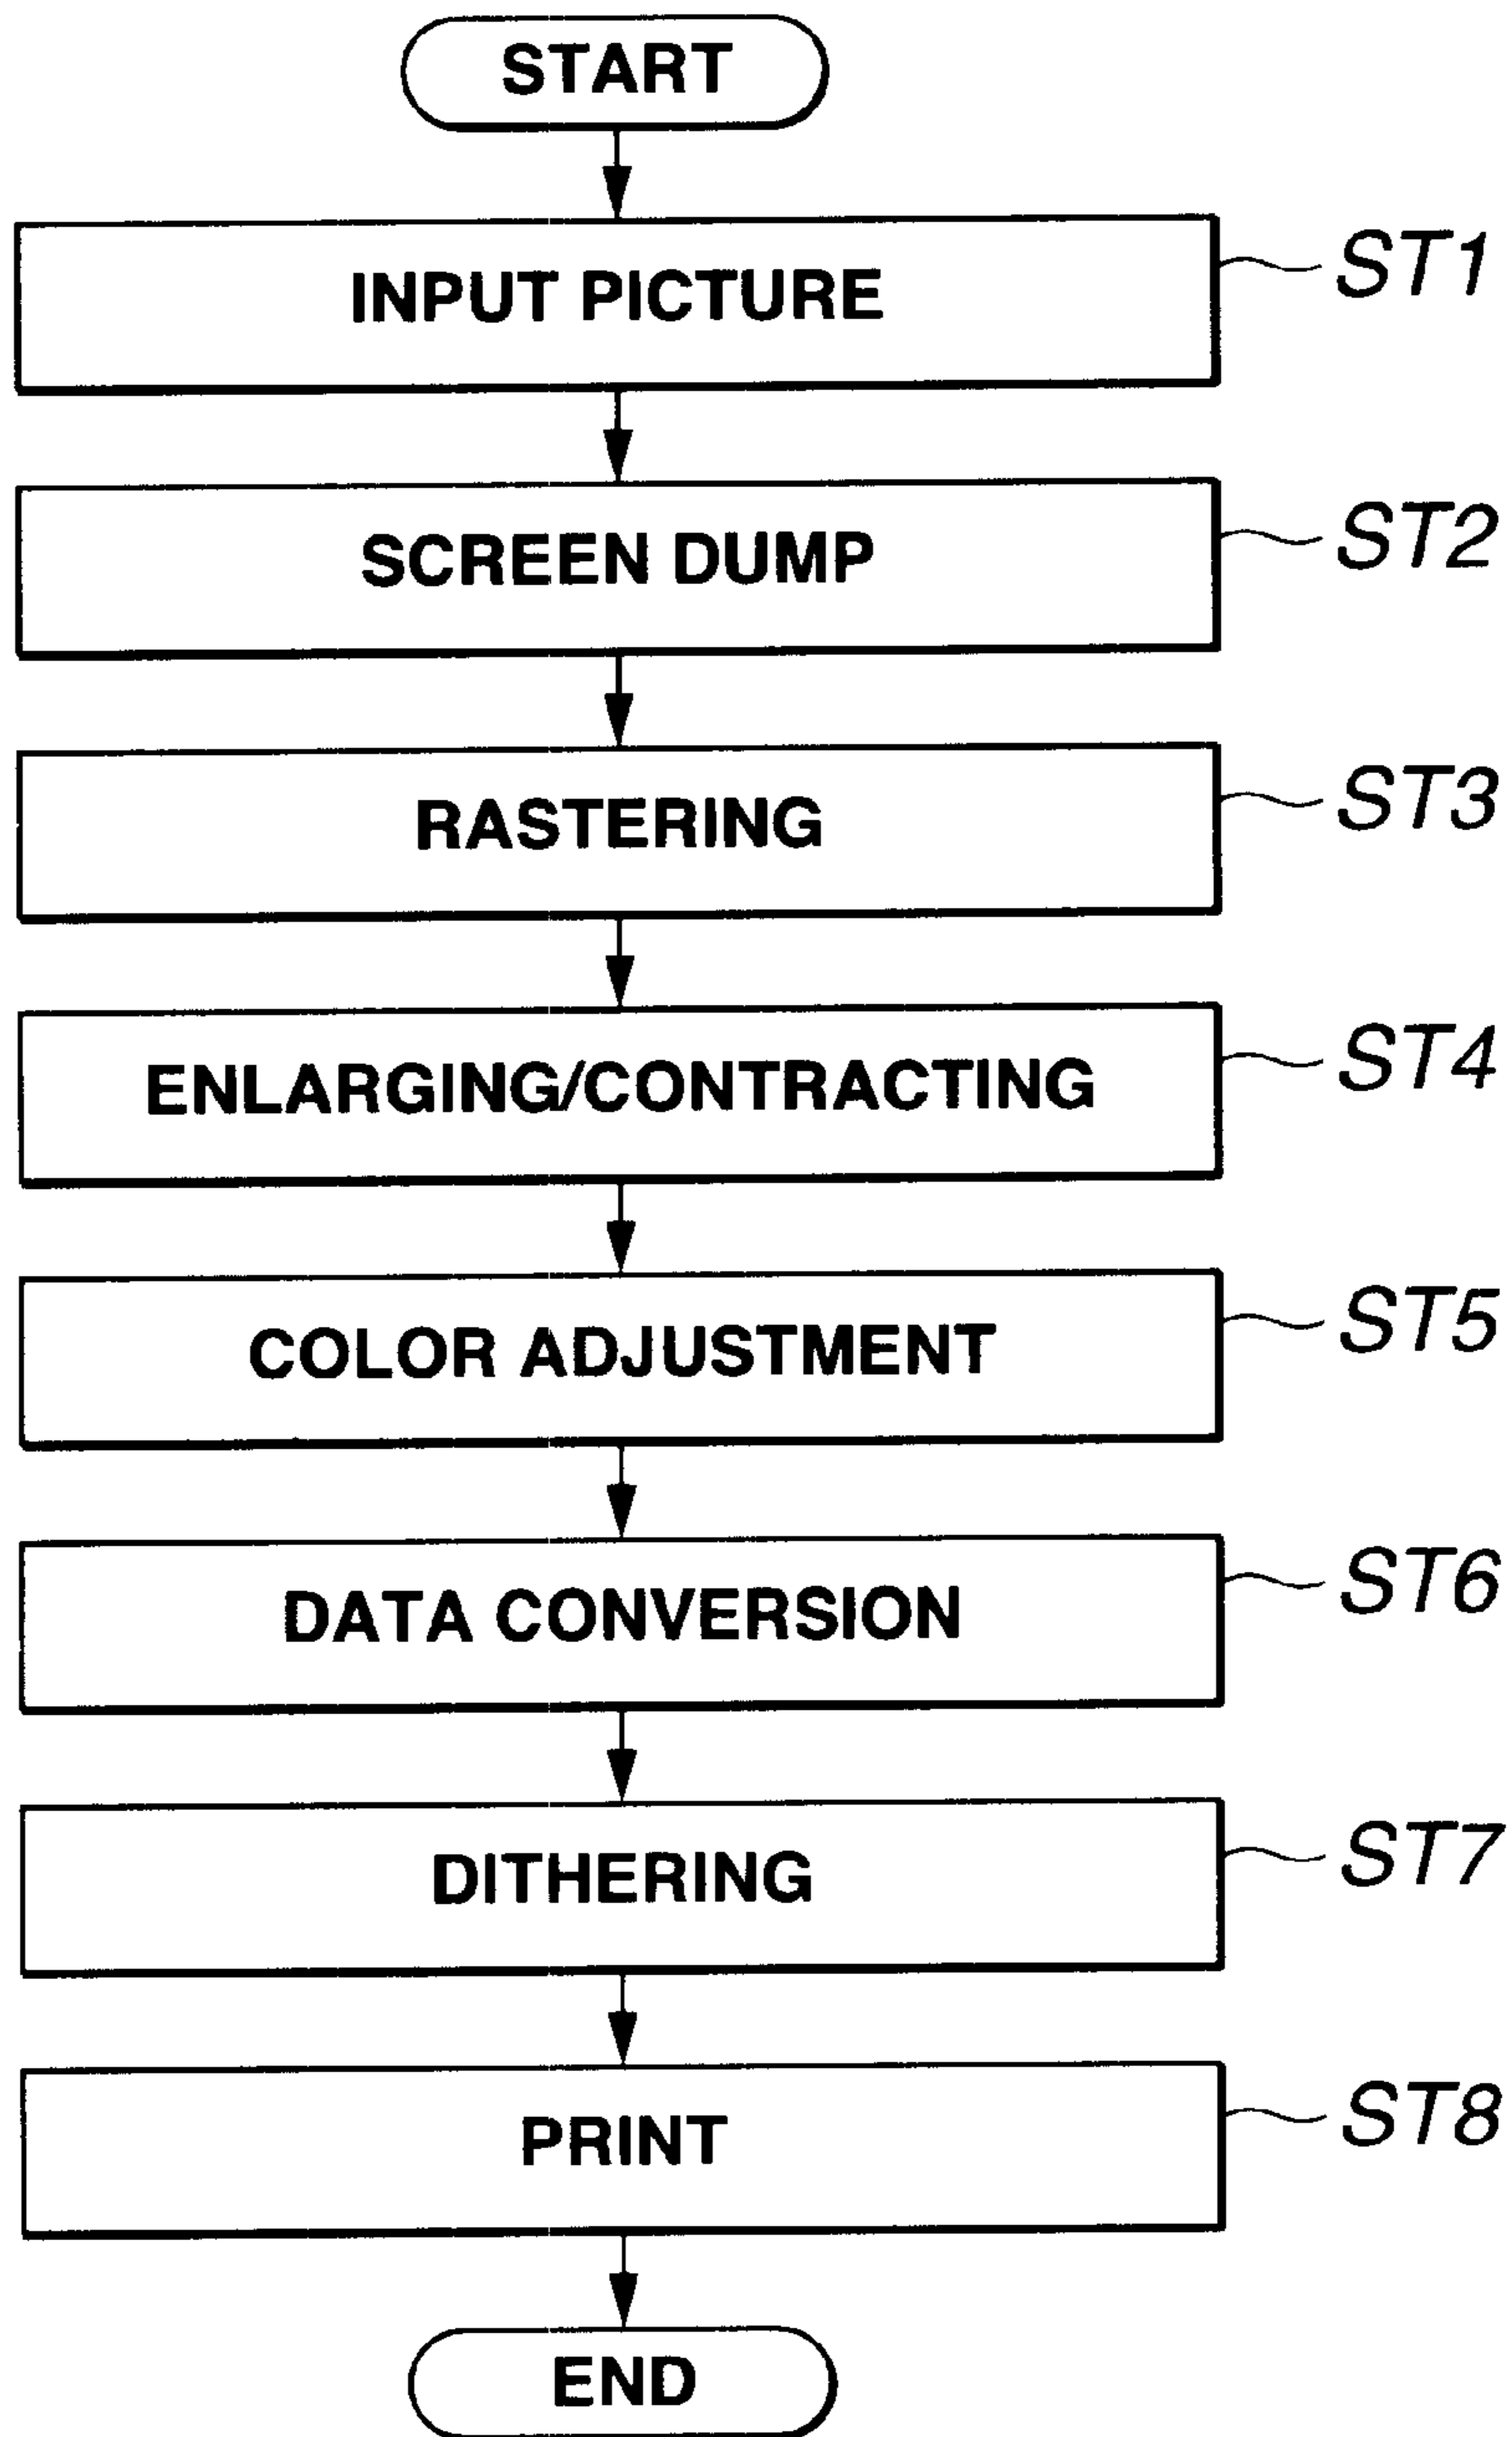 START
INPUT PICTURE ST1
SCREEN DUMP ST2
RASTERING ST3
ENLARGING/CONTRACTING ST4
COLOR ADJUSTMENT ST5
DATA CONVERSION ST6
DITHERING ST7
PRINT ST8
END